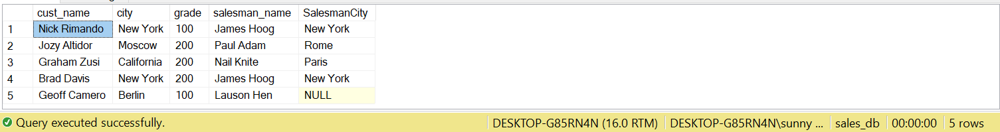 cust_name city grade salesman_name SalesmanCity
1 Nick Rimando New York 100 James Hoog New York
2 Jozy Altidor Moscow 200 Paul Adam Rome
3 Graham Zusi California 200 Nail Knite Paris
4 Brad Davis New York 200 James Hoog New York
5 Geoff Camero Berlin 100 Lauson Hen NULL
Query executed successfully. DESKTOP-G85RN4N (16.0 RTM) DESKTOP-G85RN4N\sunny ... sales_db 00:00:00 5 rows